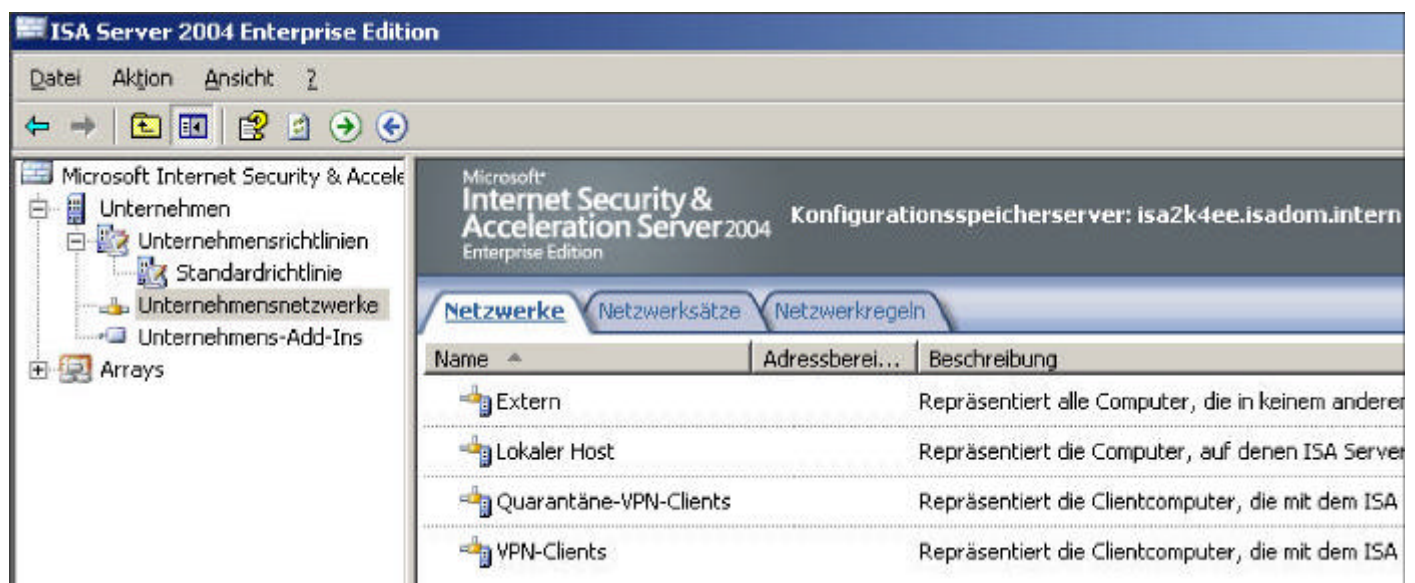 ISA Server 2004 Enterprise Edition
Datei Aktion Ansicht ?
Microsoft Internet Security & Accele
Unternehmen
Unternehmensrichtlinien
Standardrichtlinie
Unternehmensnetzwerke
Unternehmens-Add-Ins
Arrays
Microsoft
Internet Security &
Acceleration Server 2004
Enterprise Edition
Konfigurationsspeicherserver: isa2k4ee.isadom.intern
Netzwerke Netzwerksätze Netzwerkregeln
Name Adressberei... Beschreibung
Extern Repräsentiert alle Computer, die in keinem anderer
Lokaler Host Repräsentiert die Computer, auf denen ISA Server
Quarantäne-VPN-Clients Repräsentiert die Clientcomputer, die mit dem ISA
VPN-Clients Repräsentiert die Clientcomputer, die mit dem ISA